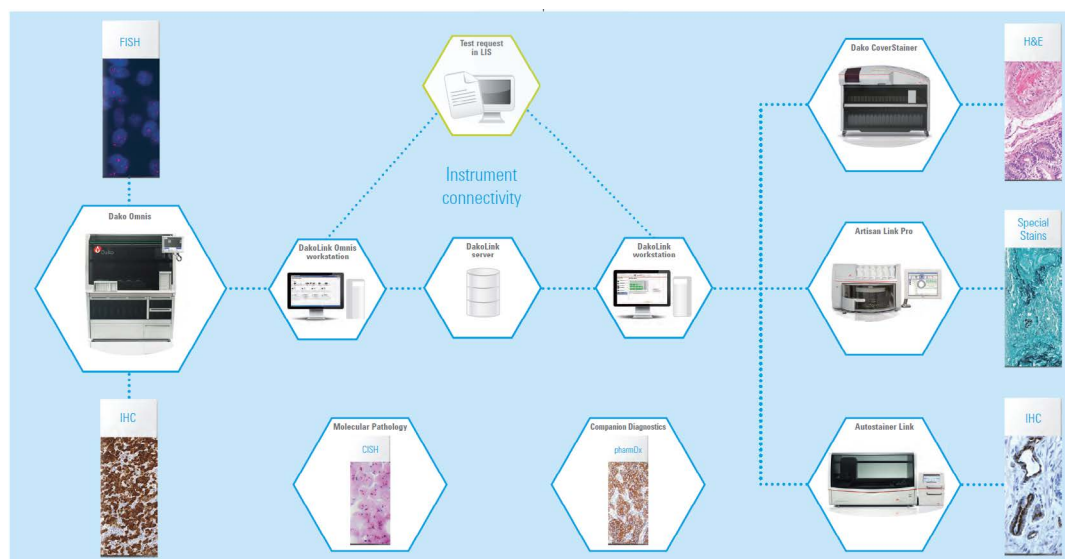 FISH
Test request
in LIS
Dako CoverStainer
H&E
Instrument
connectivity
Dako Omnis
DakoLink Omnis
workstation
DakoLink
server
DakoLink
workstation
Artisan Link Pro
Special
Stains
IHC
Molecular Pathology
CISH
Companion Diagnostics
pharmDx
Autostainer Link
IHC